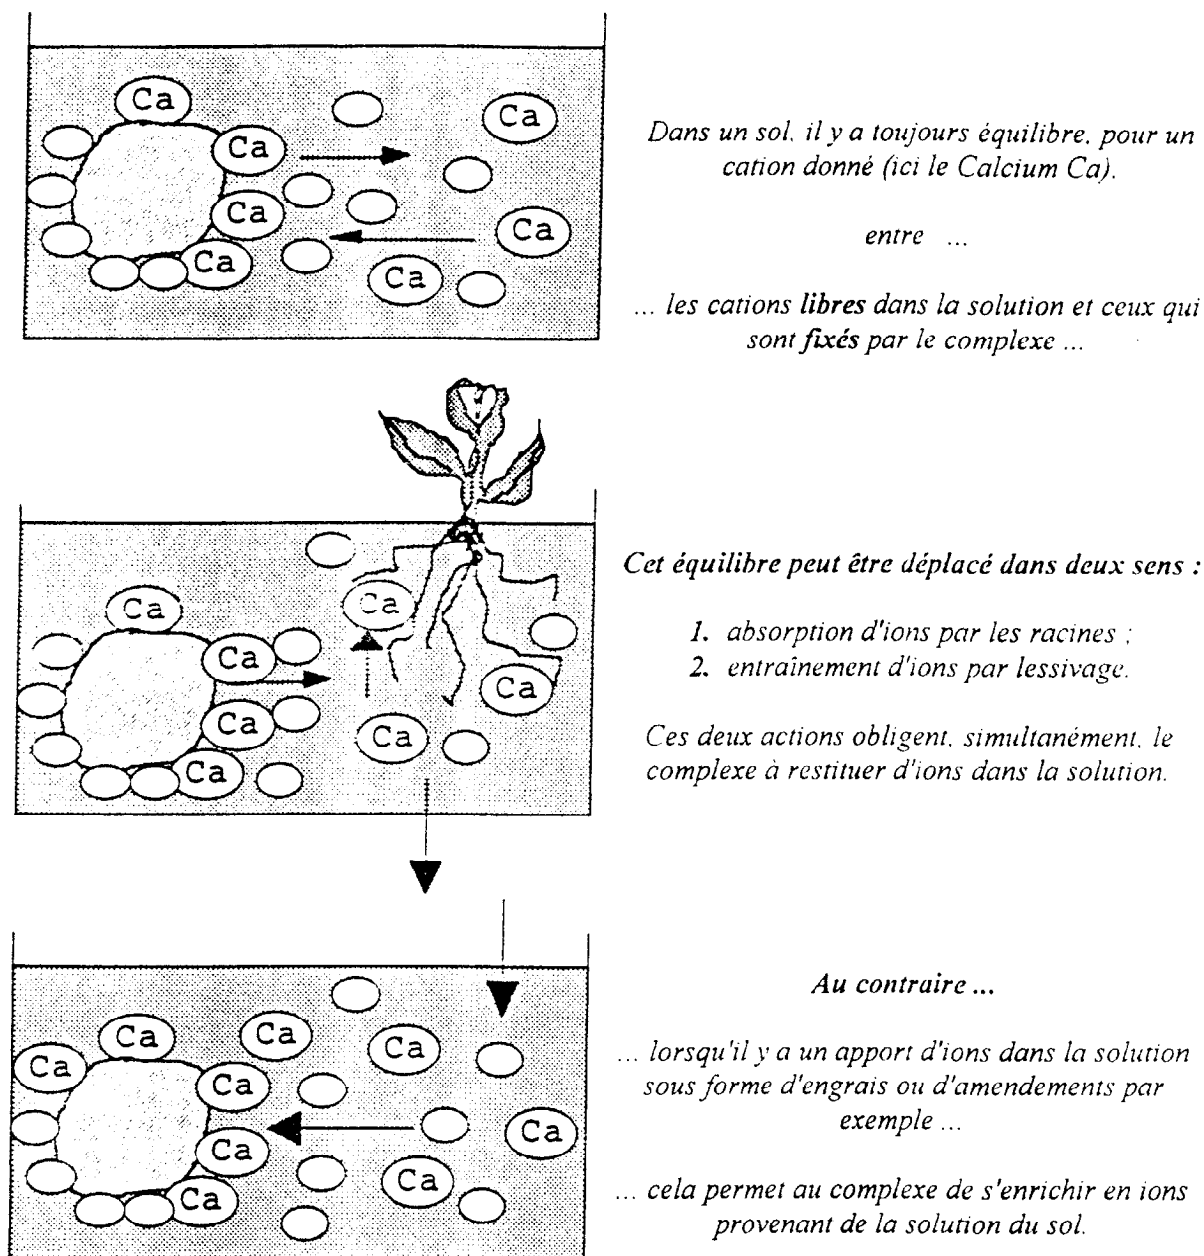 Ca
Ca
Ca
Ca
Ca
Ca
Ca
Dans un sol, il y a toujours équilibre, pour un
cation donné (ici le Calcium Ca).
entre ...
... les cations libres dans la solution et ceux qui
sont fixés par le complexe ...
Ca
Ca
Ca
Ca
Ca
Ca
Ca
Cet équilibre peut être déplacé dans deux sens :
1. absorption d'ions par les racines ;
2. entraînement d'ions par lessivage.
Ces deux actions obligent, simultanément, le
complexe à restituer d'ions dans la solution.
Ca
Ca
Ca
Ca
Ca
Ca
Ca
Ca
Ca
Au contraire ...
... lorsqu'il y a un apport d'ions dans la solution
sous forme d'engrais ou d'amendements par
exemple ...
... cela permet au complexe de s'enrichir en ions
provenant de la solution du sol.